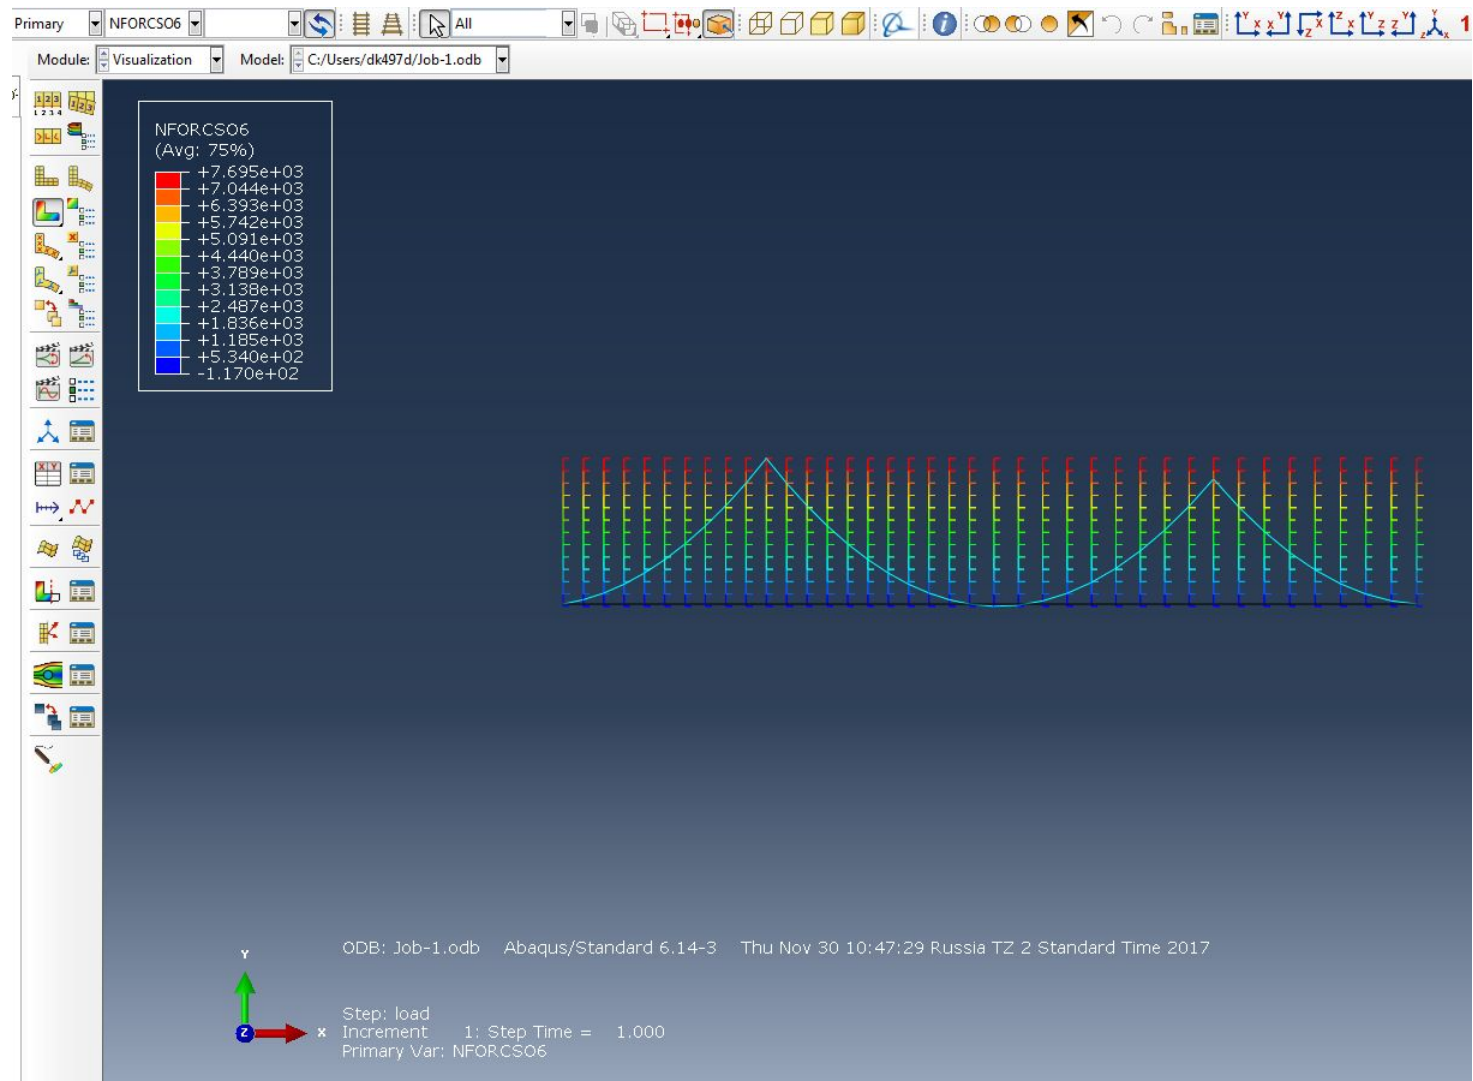 Primary NFORCSO6 All
Module: Visualization Model: C:/Users/dk497d/Job-1.odb
NFORCSO6
(Avg: 75%)
+7.695e+03
+7.044e+03
+6.393e+03
+5.742e+03
+5.091e+03
+4.440e+03
+3.789e+03
+3.138e+03
+2.487e+03
+1.836e+03
+1.185e+03
+5.340e+02
-1.170e+02
ODB: Job-1.odb Abaqus/Standard 6.14-3 Thu Nov 30 10:47:29 Russia TZ 2 Standard Time 2017
Y
Z
X
Step: load
Increment 1: Step Time = 1.000
Primary Var: NFORCSO6